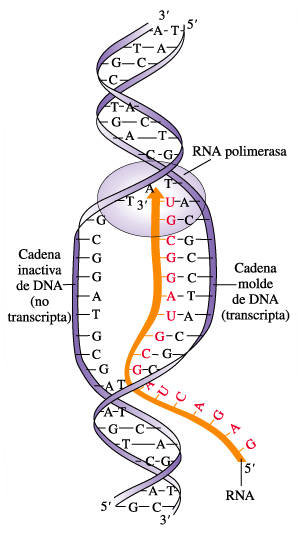 3′
5′
-A-T
-T-A-
-G-C-
C-
-T-A-
-G-C-T
-A-
-T
-C-G
RNA polimerasa
A T
T 3′ U-A-
G
G-C-
C
C-G-
G
G-C-
G
G-C-
A
A-T-
T
U-A-
G
G-C-
C
C-G-
G
G-C
A T
Cadena
inactiva
de DNA
(no
transcripta)
Cadena
molde
de DNA
(transcripta)
A U C A G A G
5′
RNA
-A-T
-G-C-
-T-
-C-G
-A-T-
5′ -G-C-
3′